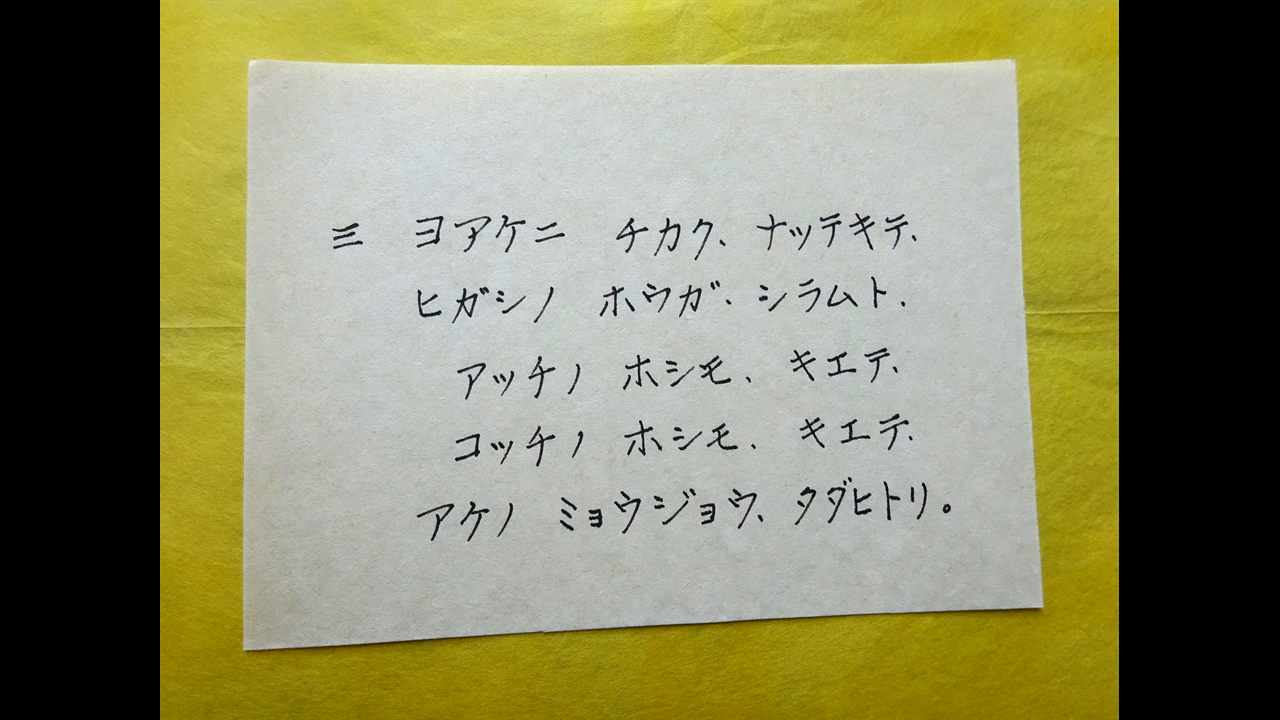 三 ヨアケニ チカク、ナッテキテ、
ヒガシノ ホウガ、シラムト、
アッチノ ホシモ、キエテ、
コッチノ ホシモ、キエテ、
アケノ ミョウジョウ、タダヒトリ。